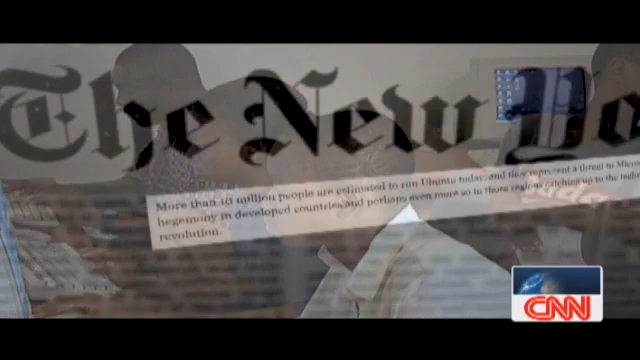 The New Yo
More than 10 million people are estimated to run Ubuntu today, and they represent a threat to Micro
hegemony in developed countries and perhaps even more so in those regions catching up to the
revolution.
CNN